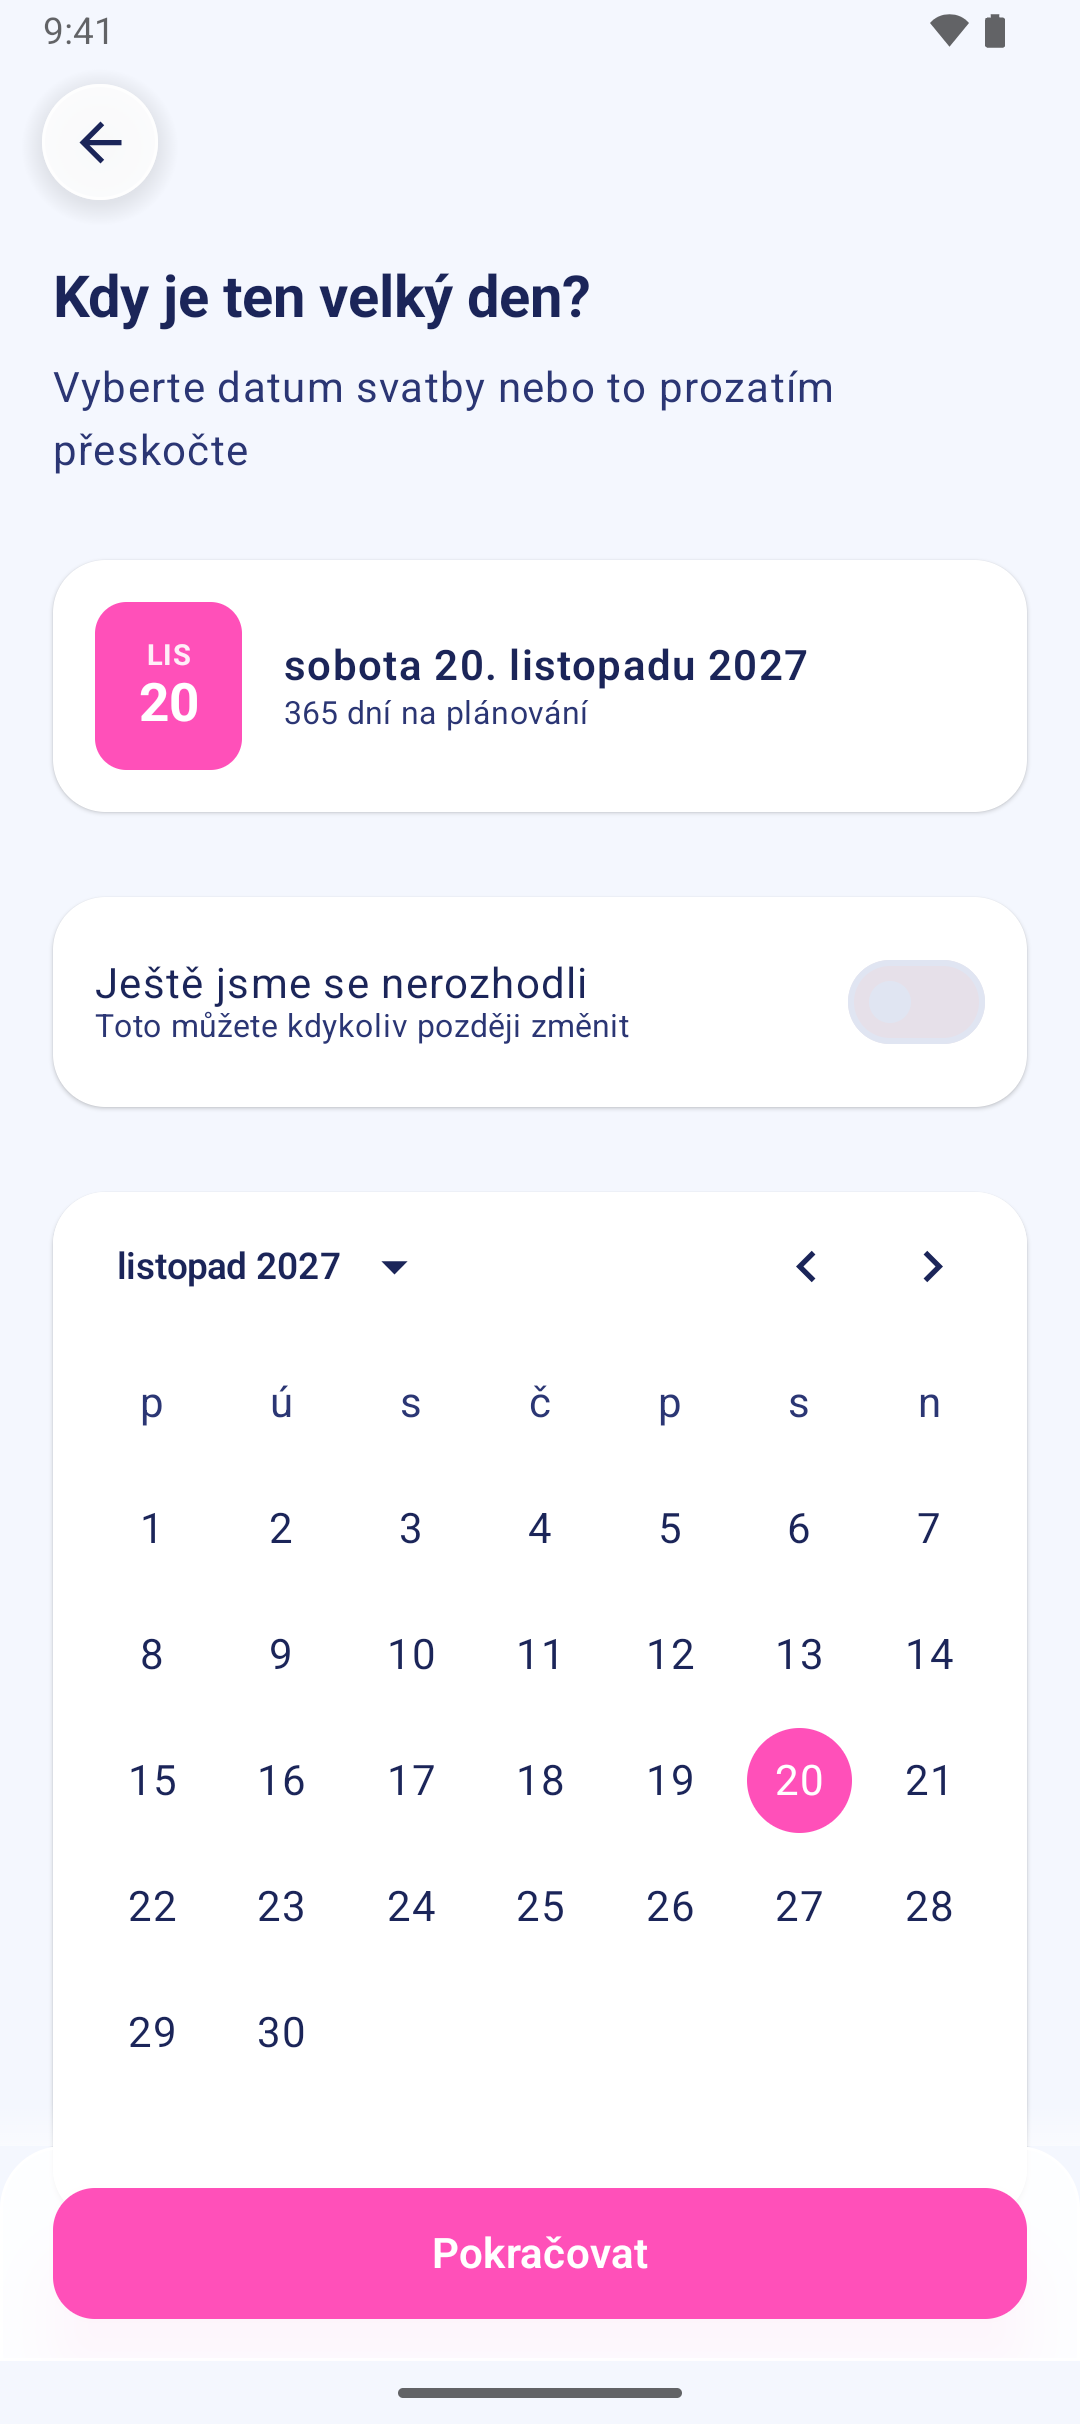 9:41
Kdy je ten velký den?
Vyberte datum svatby nebo to prozatím
přeskočte
LIS
20
sobota 20. listopadu 2027
365 dní na plánování
Ještě jsme se nerozhodli
Toto můžete kdykoliv později změnit
listopad 2027
p ú s č p s n
1 2 3 4 5 6 7
8 9 10 11 12 13 14
15 16 17 18 19 20 21
22 23 24 25 26 27 28
29 30
Pokračovat